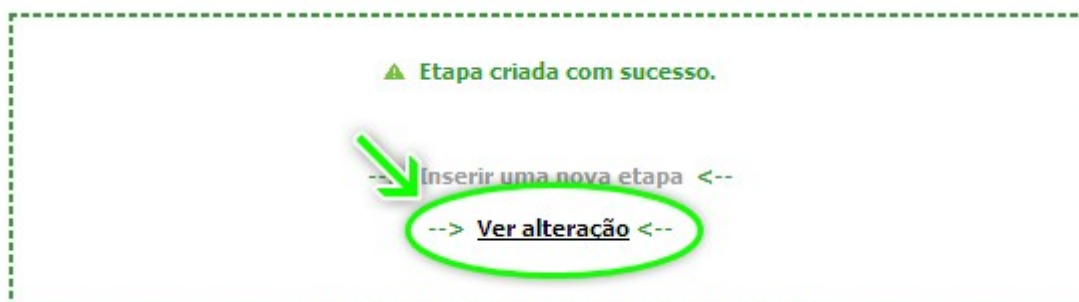 Etapa criada com sucesso.
--> Inserir uma nova etapa <--
--> Ver alteração <--